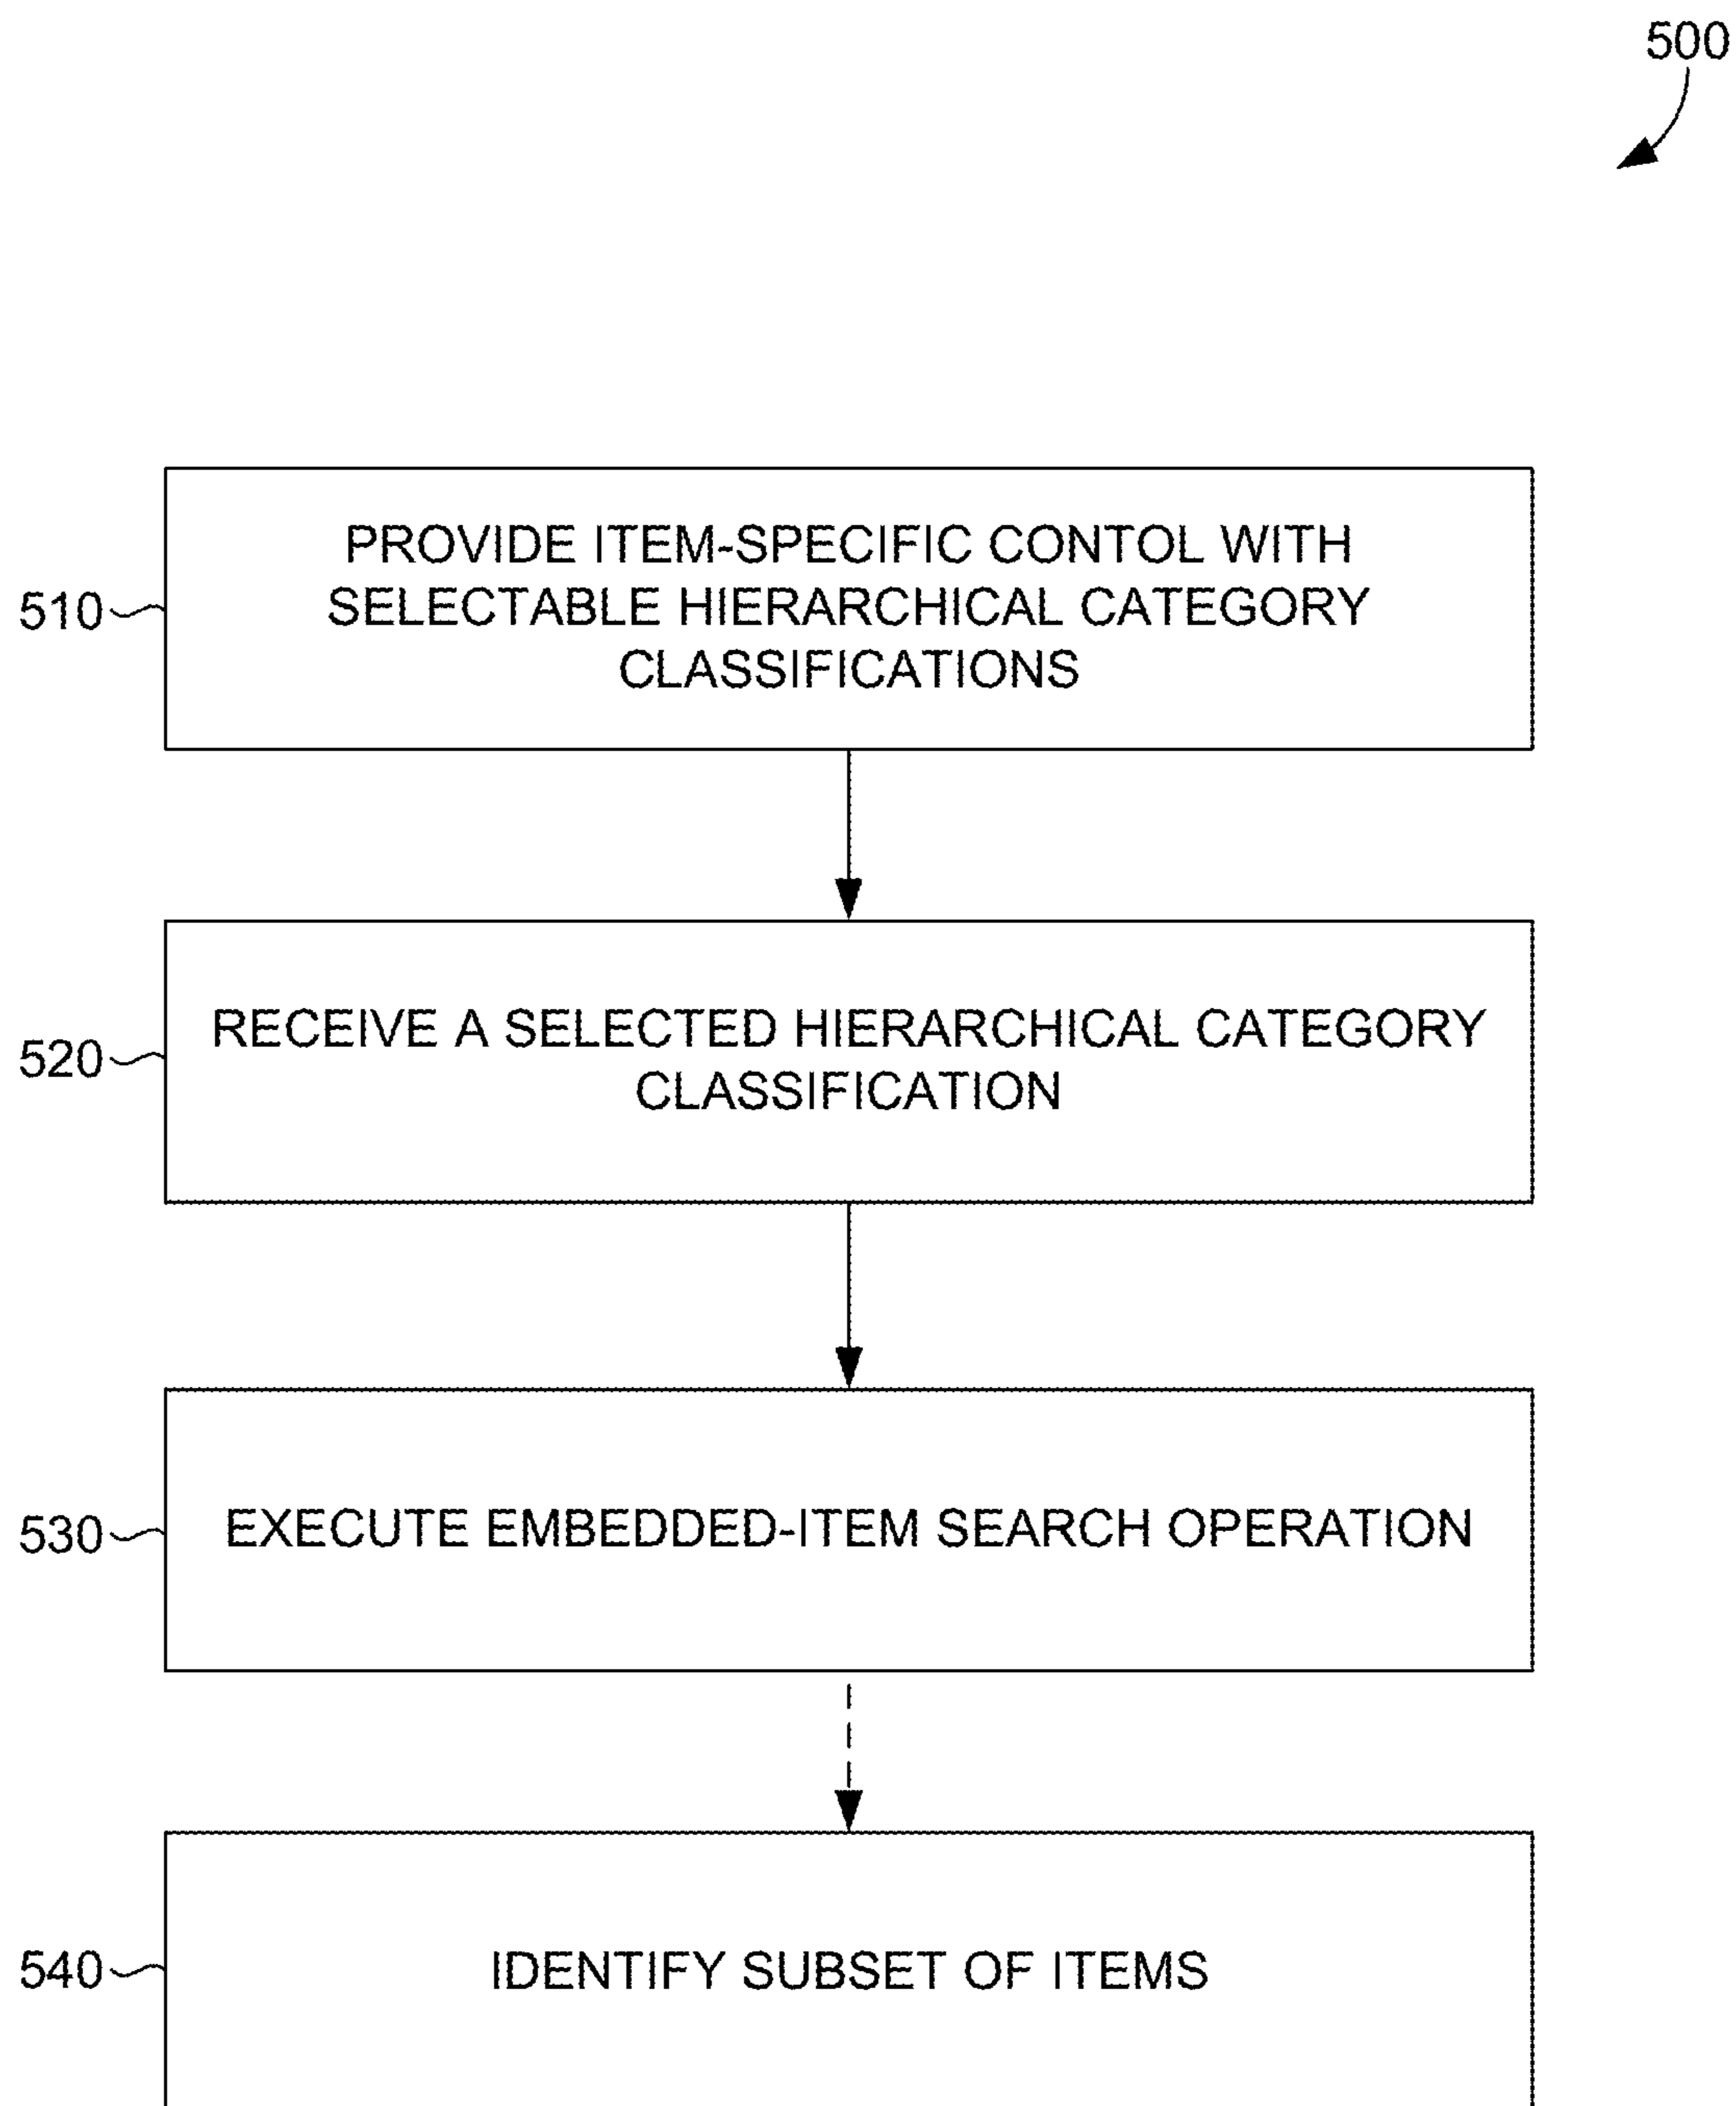 500
PROVIDE ITEM-SPECIFIC CONTOL WITH
SELECTABLE HIERARCHICAL CATEGORY
CLASSIFICATIONS
510
RECEIVE A SELECTED HIERARCHICAL CATEGORY
CLASSIFICATION
520
EXECUTE EMBEDDED-ITEM SEARCH OPERATION
530
IDENTIFY SUBSET OF ITEMS
540